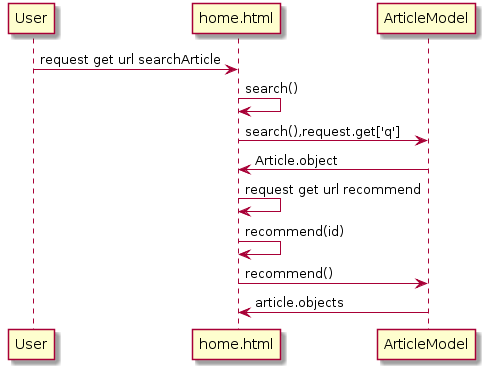 User home.html ArticleModel
request get url searchArticle
search()
search(),request.get['q']
Article.object
request get url recommend
recommend(id)
recommend()
article.objects
User home.html ArticleModel